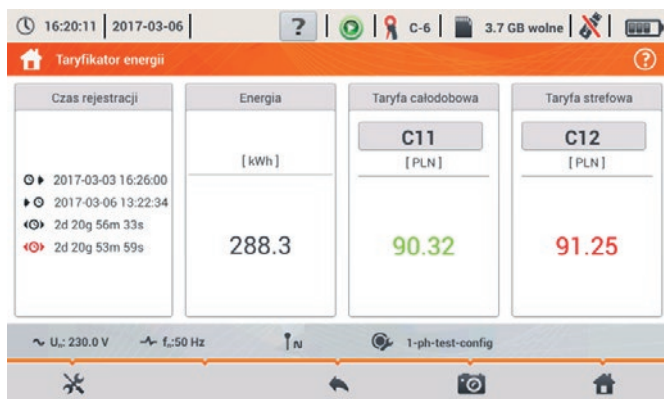 16:20:11 2017-03-06 ? C-6 3.7 GB wolne
Taryfikator energii ?
Czas rejestracji
2017-03-03 16:26:00
2017-03-06 13:22:34
2d 20g 56m 33s
2d 20g 53m 59s
Energia
[ kWh ]
288.3
Taryfa całodobowa
C11
[ PLN ]
90.32
Taryfa strefowa
C12
[ PLN ]
91.25
Uₙ: 230.0 V fₙ:50 Hz N 1-ph-test-config